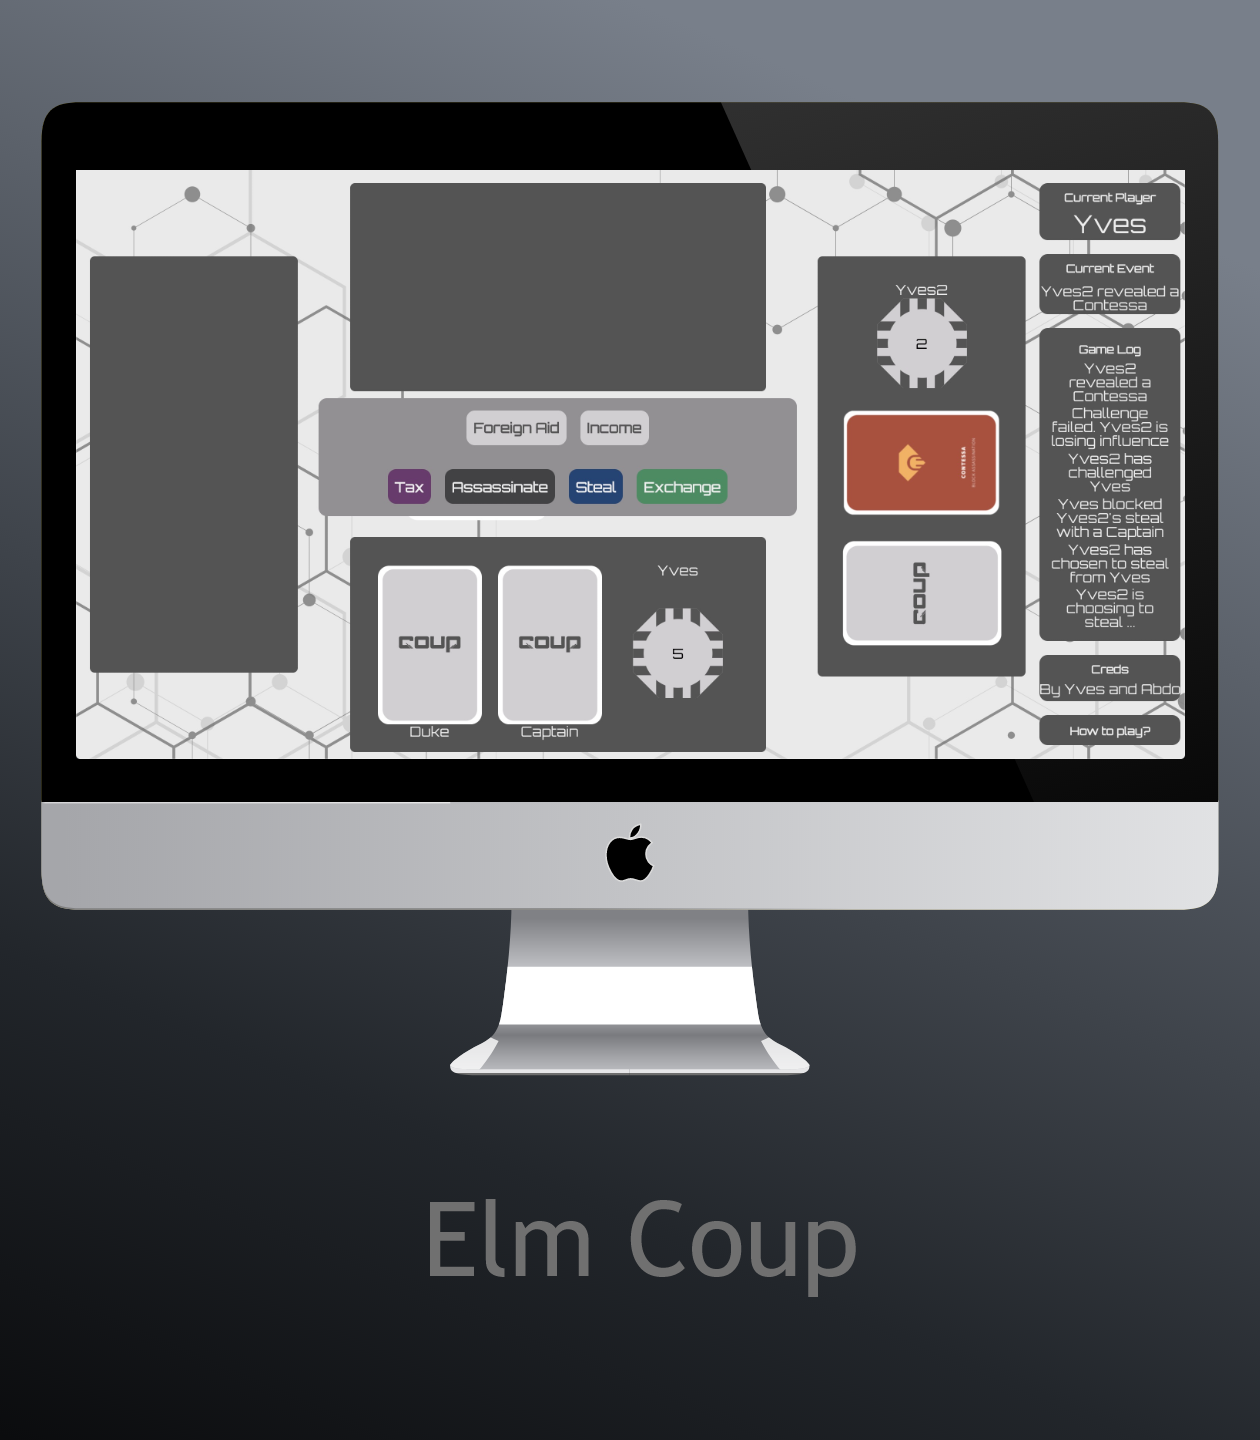 Current Player
Yves
Current Event
Yves2 revealed a
Contessa
Game Log
Yves2
revealed a
Contessa
Challenge
failed. Yves2 is
losing influence
Yves2 has
challenged
Yves
Yves blocked
Yves2's steal
with a Captain
Yves2 has
chosen to steal
from Yves
Yves2 is
choosing to
steal ...
Creds
By Yves and Abdo
How to play?
Yves2
2
CONTESSA
coup
Foreign Aid
Income
Tax
Assassinate
Steal
Exchange
Yves
coup
coup
5
Duke
Captain
Elm Coup